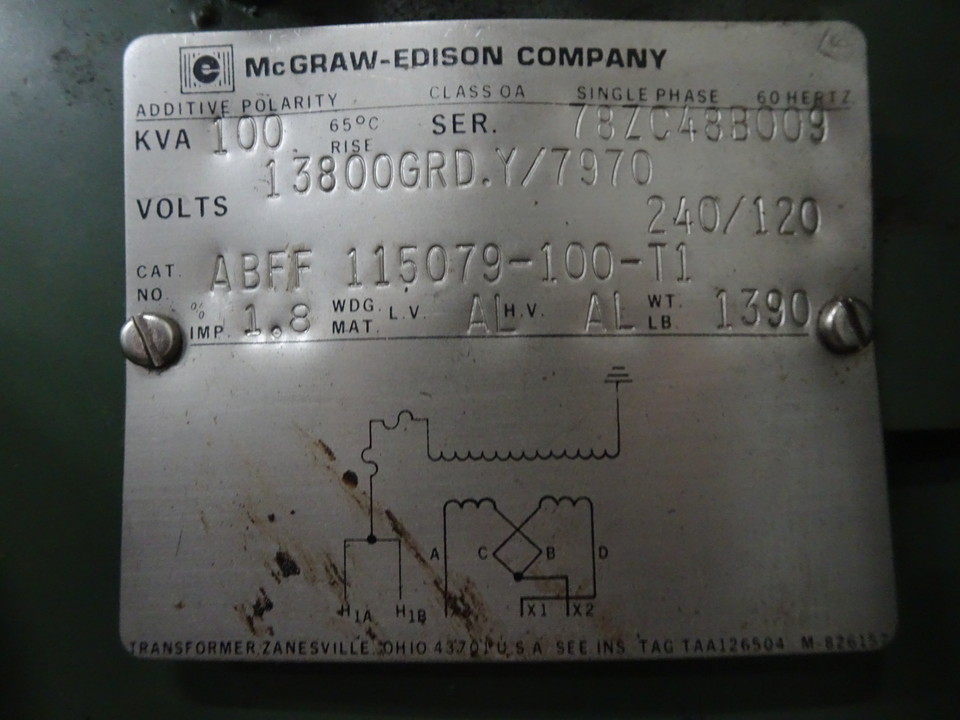 e McGRAW-EDISON COMPANY
ADDITIVE POLARITY CLASS OA SINGLE PHASE 60 HERTZ
KVA 100 65°C RISE SER. 78ZC48B009
13800GRD.Y/7970
VOLTS 240/120
CAT. NO. ABFF 115079-100-T1
% IMP. 1.8 WDG. MAT. L.V. AL H.V. AL WT. LB 1390
A C B D
H1A H1B X1 X2
TRANSFORMER ZANESVILLE, OHIO 43701 U.S.A. SEE INS. TAG TAA126504